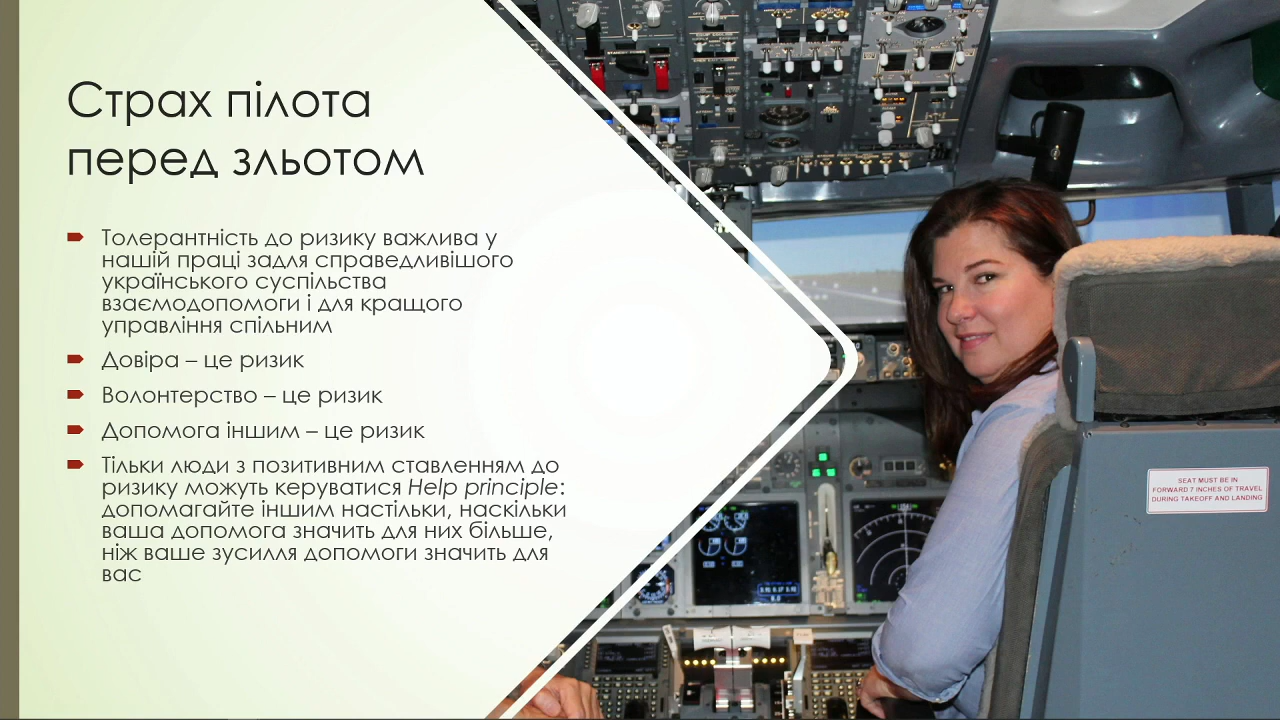 Страх пілота
перед зльотом
Толерантність до ризику важлива у
нашій праці задля справедливішого
українського суспільства
взаємодопомоги і для кращого
управління спільним
Довіра – це ризик
Волонтерство – це ризик
Допомога іншим – це ризик
Тільки люди з позитивним ставленням до
ризику можуть керуватися Help principle:
допомагайте іншим настільки, наскільки
ваша допомога значить для них більше,
ніж ваше зусилля допомоги значить для
вас
SEAT MUST BE IN
FORWARD 7 INCHES OF TRAVEL
DURING TAKEOFF AND LANDING